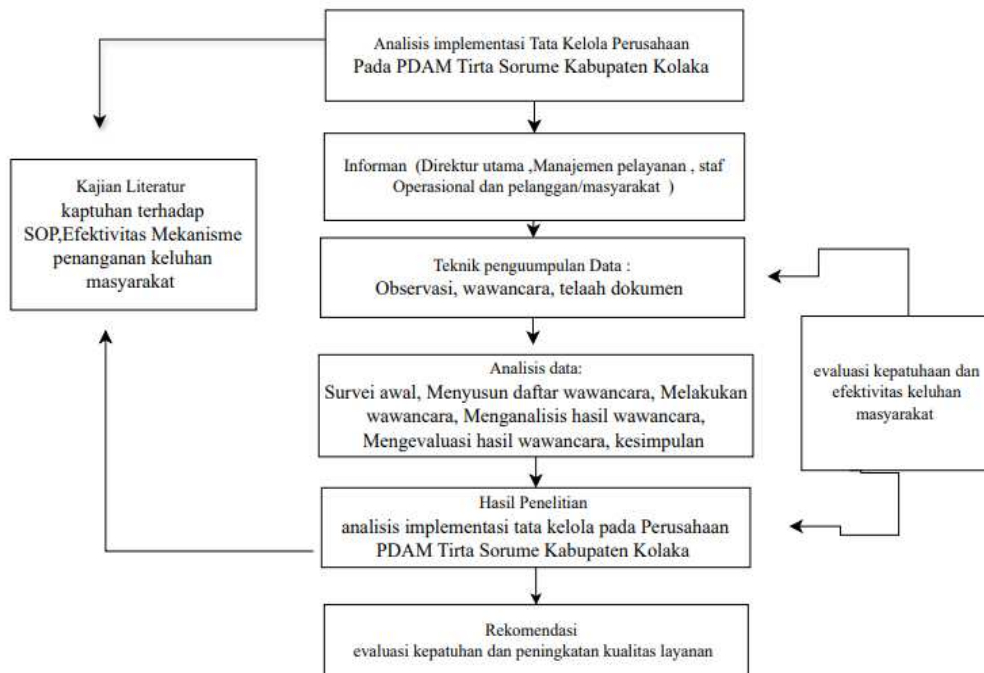 Analisis implementasi Tata Kelola Perusahaan
Pada PDAM Tirta Sorume Kabupaten Kolaka
Informan (Direktur utama ,Manajemen pelayanan , staf
Operasional dan pelanggan/masyarakat )
Kajian Literatur
kaptuhan terhadap
SOP,Efektivitas Mekanisme
penanganan keluhan
masyarakat
Teknik penguumpulan Data :
Observasi, wawancara, telaah dokumen
Analisis data:
Survei awal, Menyusun daftar wawancara, Melakukan
wawancara, Menganalisis hasil wawancara,
Mengevaluasi hasil wawancara, kesimpulan
evaluasi kepatuhaan dan
efektivitas keluhan
masyarakat
Hasil Penelitian
analisis implementasi tata kelola pada Perusahaan
PDAM Tirta Sorume Kabupaten Kolaka
Rekomendasi
evaluasi kepatuhan dan peningkatan kualitas layanan